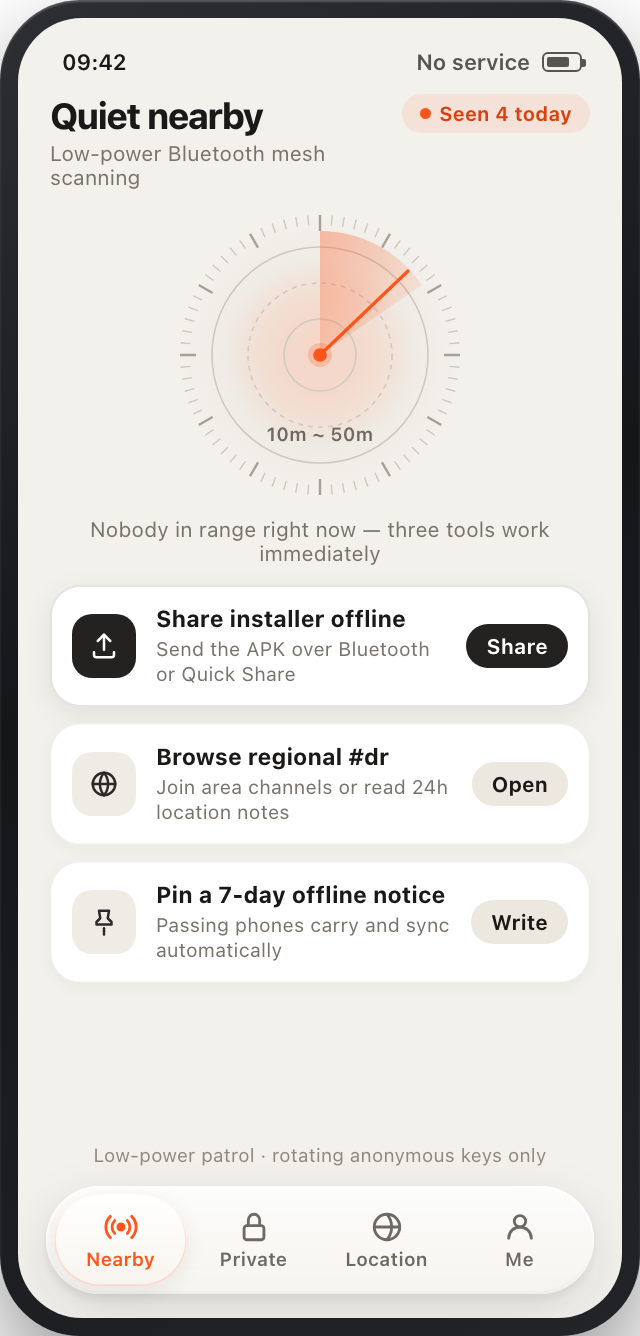 09:42
No service
Quiet nearby
Seen 4 today
Low-power Bluetooth mesh
scanning
10m ~ 50m
Nobody in range right now — three tools work
immediately
Share installer offline
Send the APK over Bluetooth
or Quick Share
Share
Browse regional #dr
Join area channels or read 24h
location notes
Open
Pin a 7-day offline notice
Passing phones carry and sync
automatically
Write
Low-power patrol · rotating anonymous keys only
Nearby
Private
Location
Me